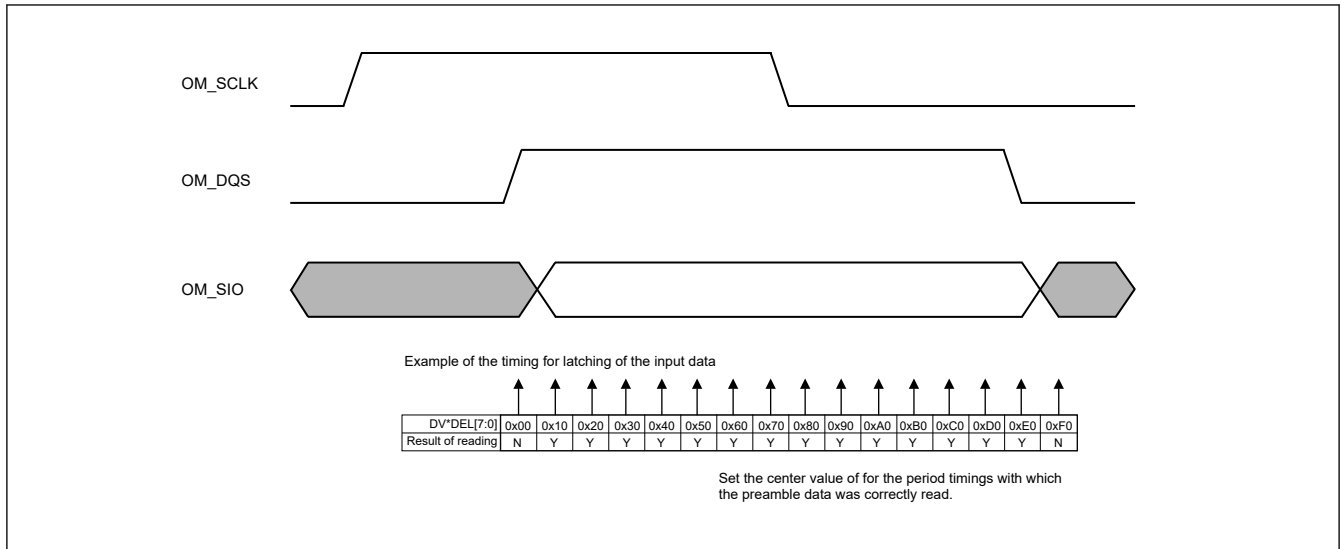 OM_SCLK
OM_DQS
OM_SIO
Example of the timing for latching of the input data
DV*DEL[7:0] 0x00 0x10 0x20 0x30 0x40 0x50 0x60 0x70 0x80 0x90 0xA0 0xB0 0xC0 0xD0 0xE0 0xF0
Result of reading N Y Y Y Y Y Y Y Y Y Y Y Y Y Y N
Set the center value of for the period timings with which
the preamble data was correctly read.